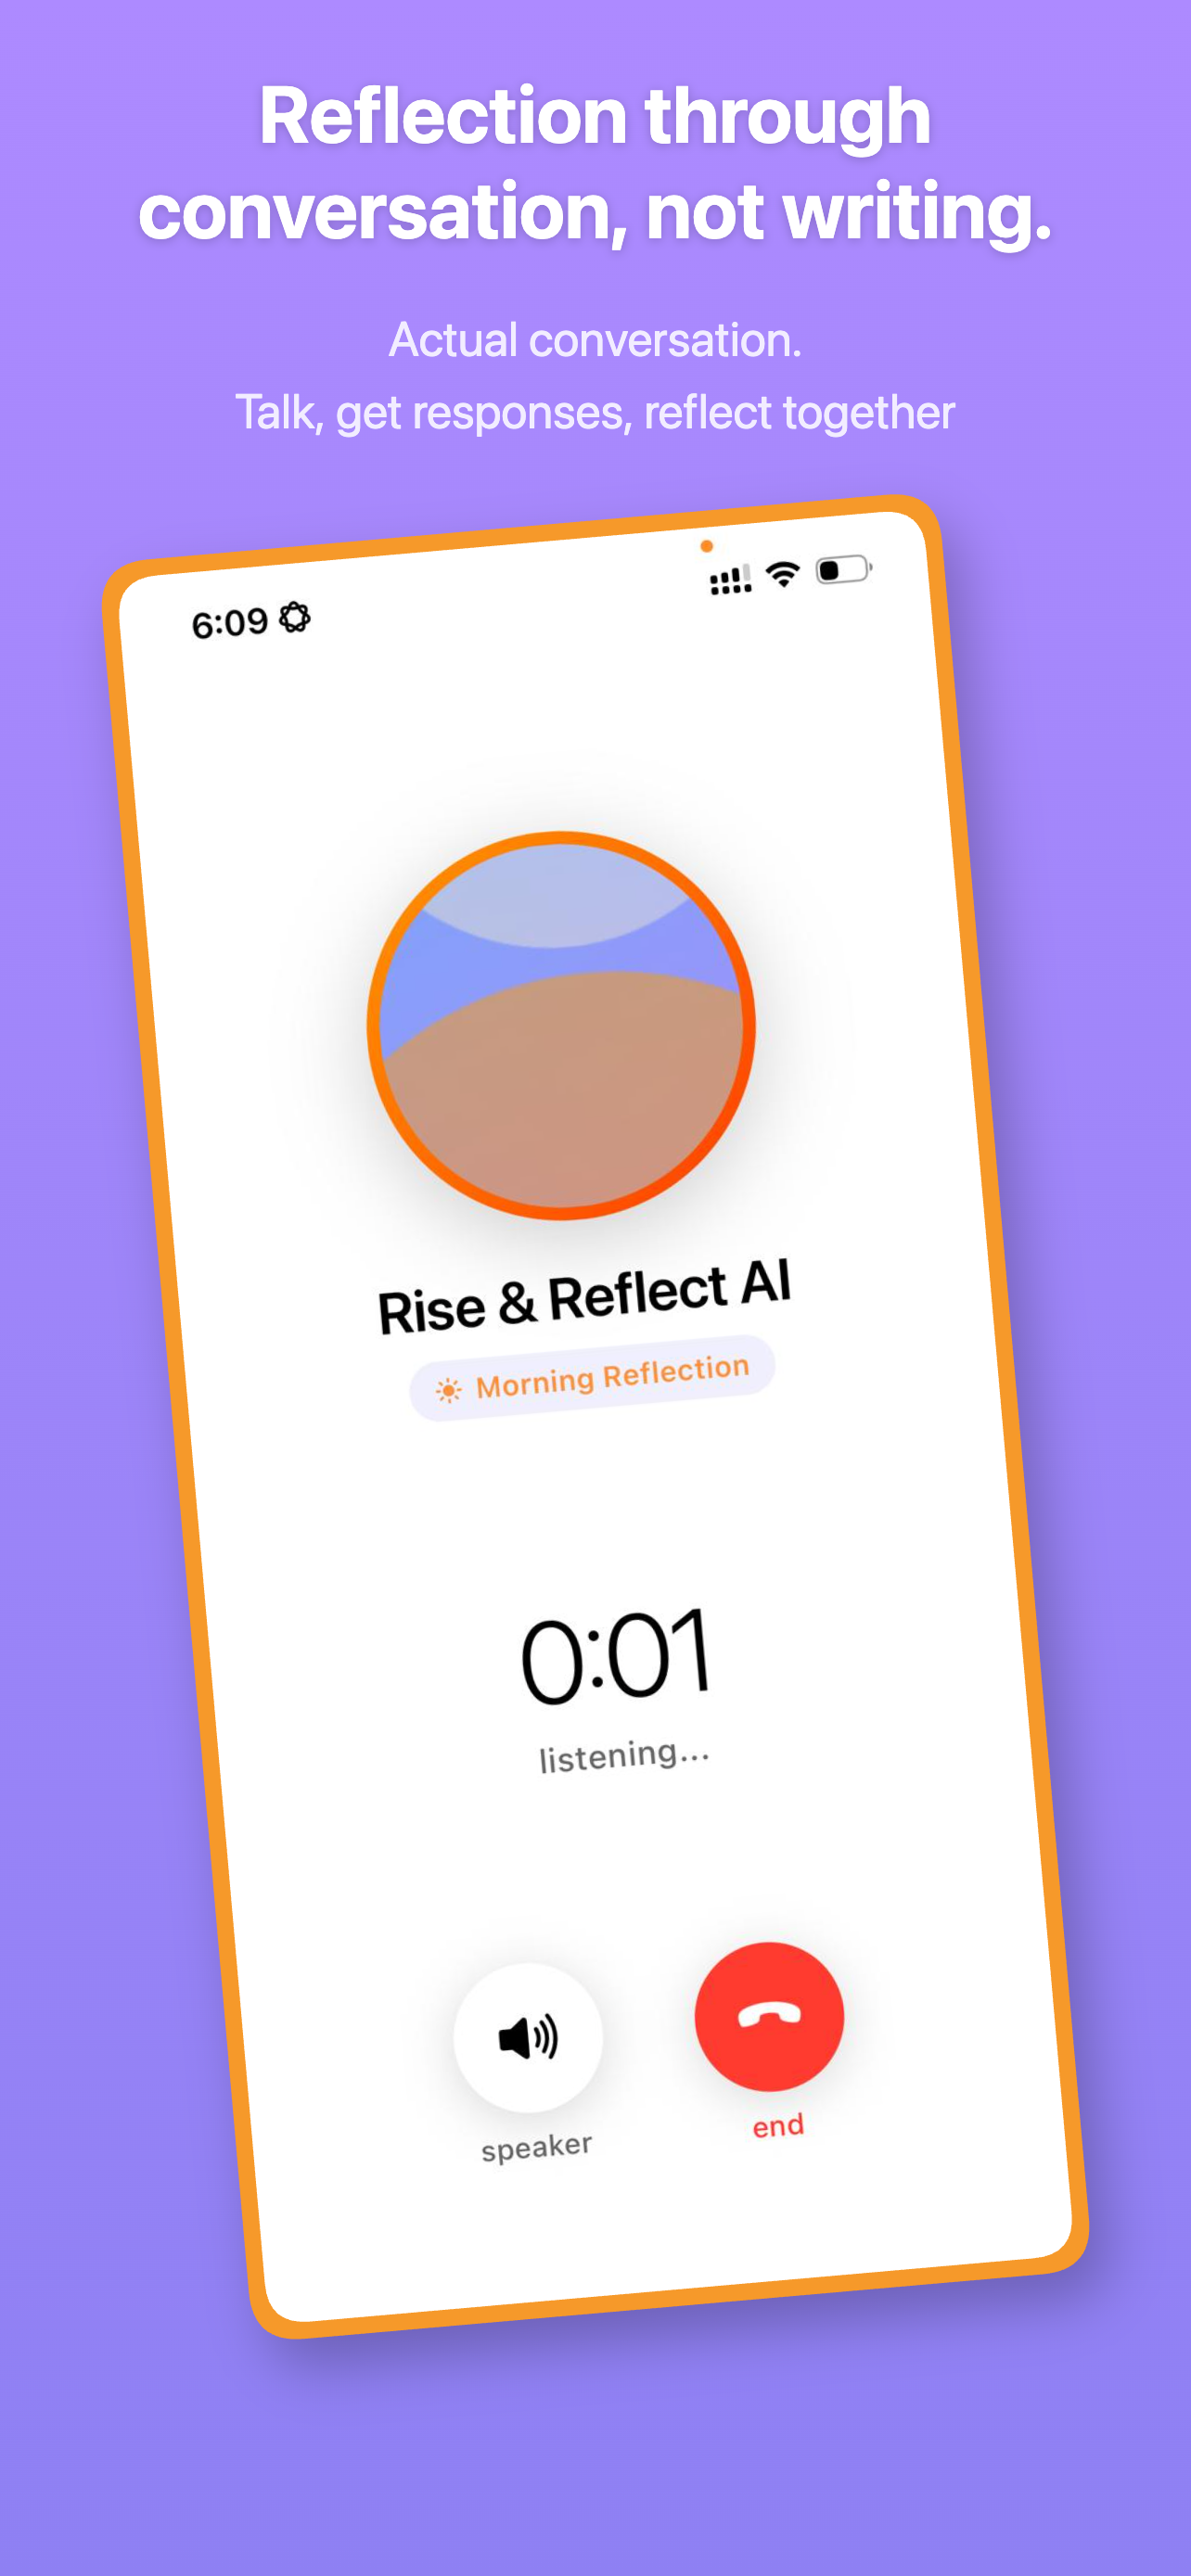 Reflection through
conversation, not writing.
Actual conversation.
Talk, get responses, reflect together
6:09
Rise & Reflect AI
Morning Reflection
0:01
listening...
speaker
end